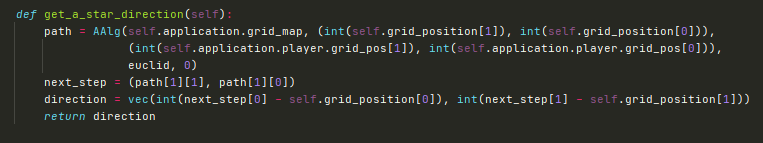 def get_a_star_direction(self):
    path = AAlg(self.application.grid_map, (int(self.grid_position[1]), int(self.grid_position[0])),
                (int(self.application.player.grid_pos[1]), int(self.application.player.grid_pos[0])),
                euclid, 0)
    next_step = (path[1][1], path[1][0])
    direction = vec(int(next_step[0] - self.grid_position[0]), int(next_step[1] - self.grid_position[1]))
    return direction